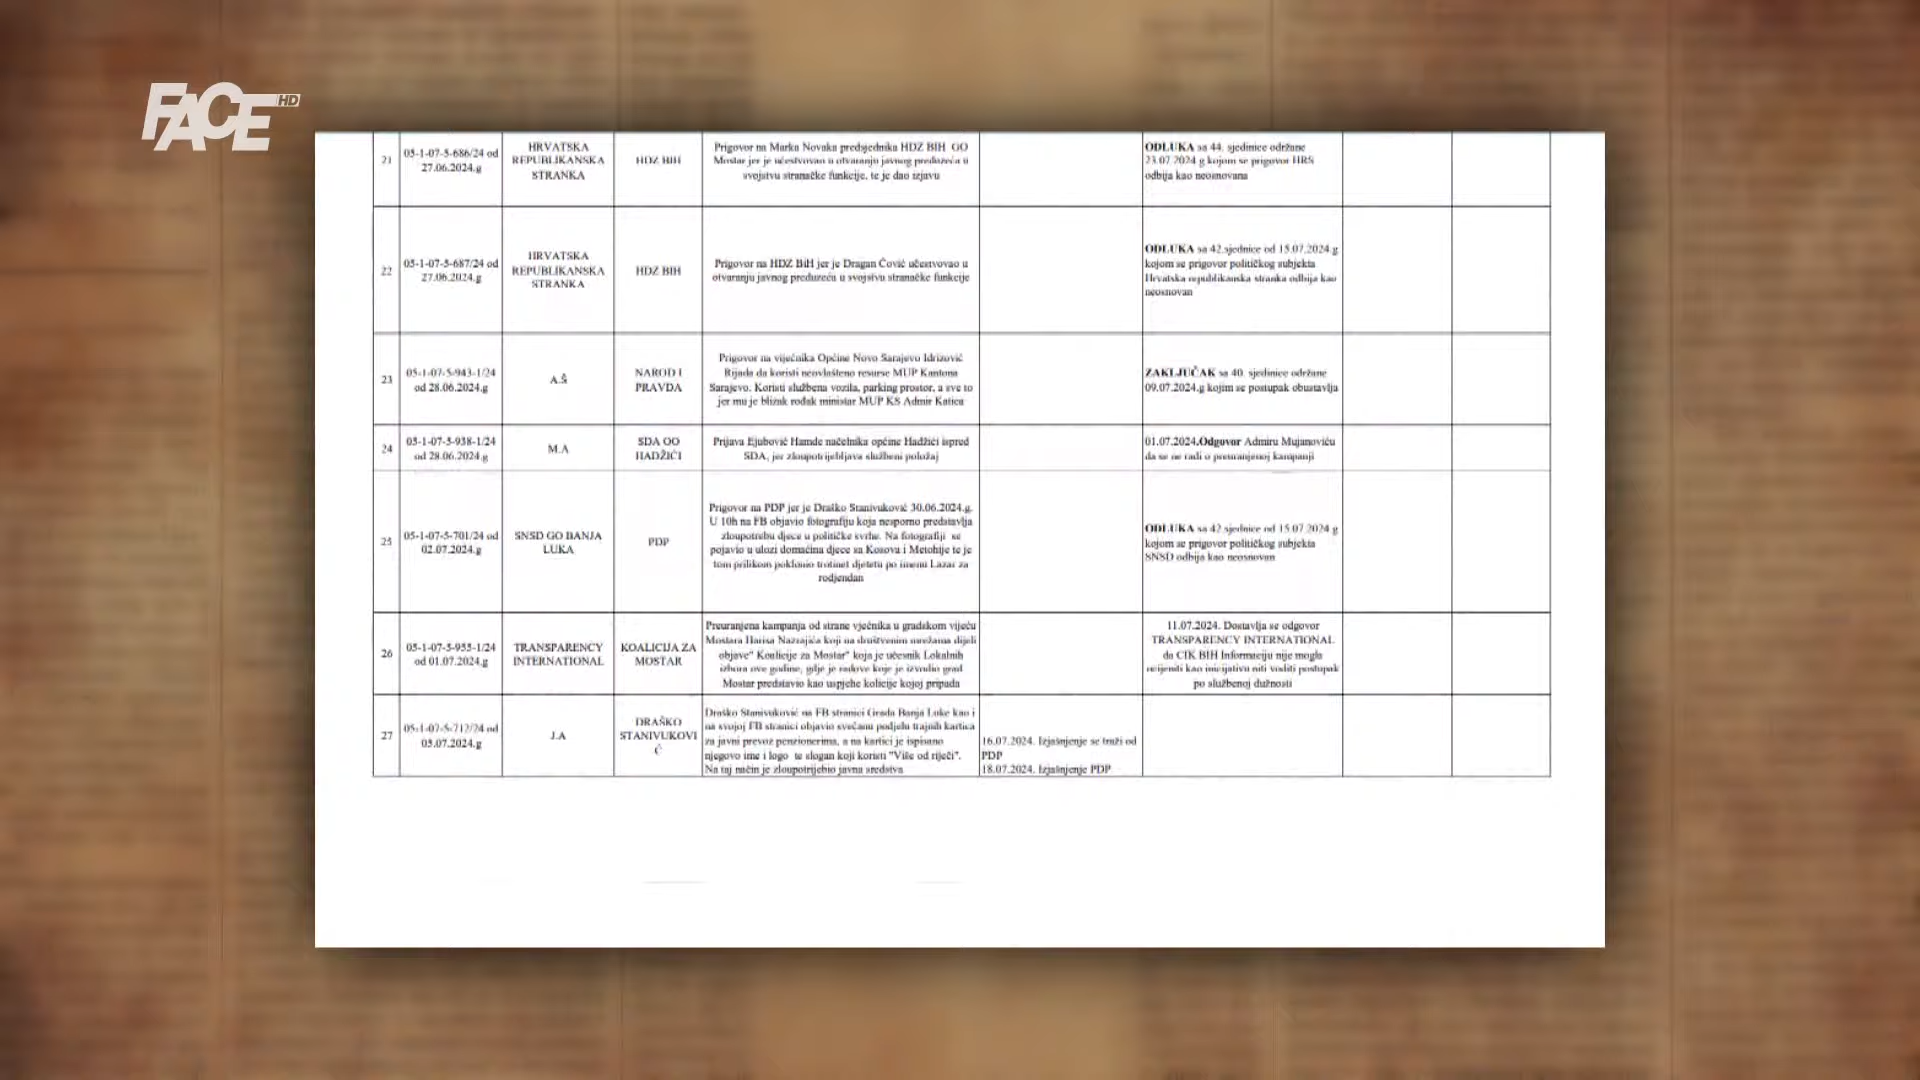 FACE HD
21
05-1-07-5-686/24 od
27.06.2024.g
HRVATSKA
REPUBLIKANSKA
STRANKA
HDZ BIH
Prigovor na Marka Novaka predsjednika HDZ BIH GO
Mostar jer je učestvovao u otvaranju javnog preduzeća u
svojstvu stranačke funkcije, te je dao izjavu
ODLUKA sa 44. sjednice održane
23.07.2024.g kojom se prigovor HRS
odbija kao neosnovana
22
05-1-07-5-687/24 od
27.06.2024.g
HRVATSKA
REPUBLIKANSKA
STRANKA
HDZ BIH
Prigovor na HDZ BiH jer je Dragan Čović učestvovao u
otvaranju javnog preduzeća u svojstvu stranačke funkcije
ODLUKA sa 42.sjednice od 15.07.2024.g
kojom se prigovor političkog subjekta
Hrvatska republikanska stranka odbija kao
neosnovan
23
05-1-07-5-943-1/24
od 28.06.2024.g
A.Š
NAROD I
PRAVDA
Prigovor na vijećnika Općine Novo Sarajevo Idrizović
Rijada da koristi neovlašteno resurse MUP Kantona
Sarajevo. Koristi službena vozila, parking prostor, a sve to
jer mu je blizak rođak ministar MUP KS Admir Katica
ZAKLJUČAK sa 40. sjednice održane
09.07.2024.g kojim se postupak obustavlja
24
05-1-07-5-938-1/24
od 28.06.2024.g
M.A
SDA OO
HADŽIĆI
Prijava Ejubović Hamde načelnika općine Hadžići ispred
SDA, jer zloupotrijebljava službeni položaj
01.07.2024.Odgovor Admiru Mujanoviću
da se ne radi o preuranjenoj kampanji
25
05-1-07-5-701/24 od
02.07.2024.g
SNSD GO BANJA
LUKA
PDP
Prigovor na PDP jer je Draško Stanivuković 30.06.2024.g.
U 10h na FB objavio fotografiju koja nesporno predstavlja
zloupotrebu djece u političke svrhe. Na fotografiji se
pojavio u ulozi domaćina djece sa Kosova i Metohije te je
tom prilikom poklonio trotinet djetetu po imenu Lazar za
rodjendan
ODLUKA sa 42.sjednice od 15.07.2024.g
kojom se prigovor političkog subjekta
SNSD odbija kao neosnovan
26
05-1-07-5-955-1/24
od 01.07.2024.g
TRANSPARENCY
INTERNATIONAL
KOALICIJA ZA
MOSTAR
Preuranjena kampanja od strane vječnika u gradskom vijeću
Mostara Harisa koji na društvenim mrežama dijeli
objave" Koalicije za Mostar" koja je učesnik Lokalnih
izbora ove godine, gdje je radove koje je izvodio grad
Mostar predstavio kao uspjehe kolicije kojoj pripada
11.07.2024. Dostavlja se odgovor
TRANSPARENCY INTERNATIONAL
da CIK BIH Informaciju nije mogla
ocijeniti kao inicijativu niti voditi postupak
po službenoj dužnosti
27
05-1-07-5-712/24 od
03.07.2024.g
J.A
DRAŠKO
STANIVUKOVI
Ć
Draško Stanivuković na FB stranici Grada Banja Luke kao i
na svojoj FB stranici objavio svečanu podjelu trajnih kartica
za javni prevoz penzionerima, a na kartici je ispisano
njegovo ime i logo te slogan koji koristi "Više od riječi".
Na taj način je zloupotrijebio javna sredstva
16.07.2024. Izjašnjenje se traži od
PDP
18.07.2024. Izjašnjenje PDP